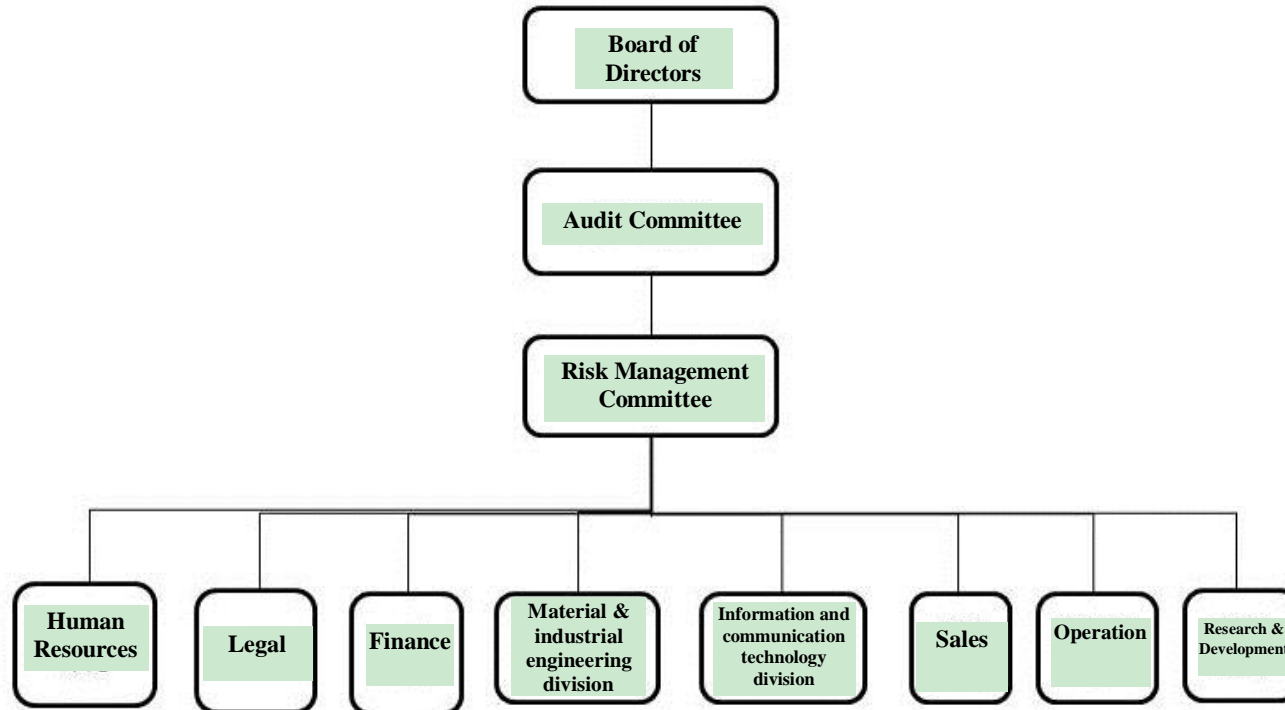 Board of
Directors
Audit Committee
Risk Management
Committee
Human
Resources
Legal
Finance
Material &
industrial
engineering
division
Information and
communication
technology
division
Sales
Operation
Research &
Development